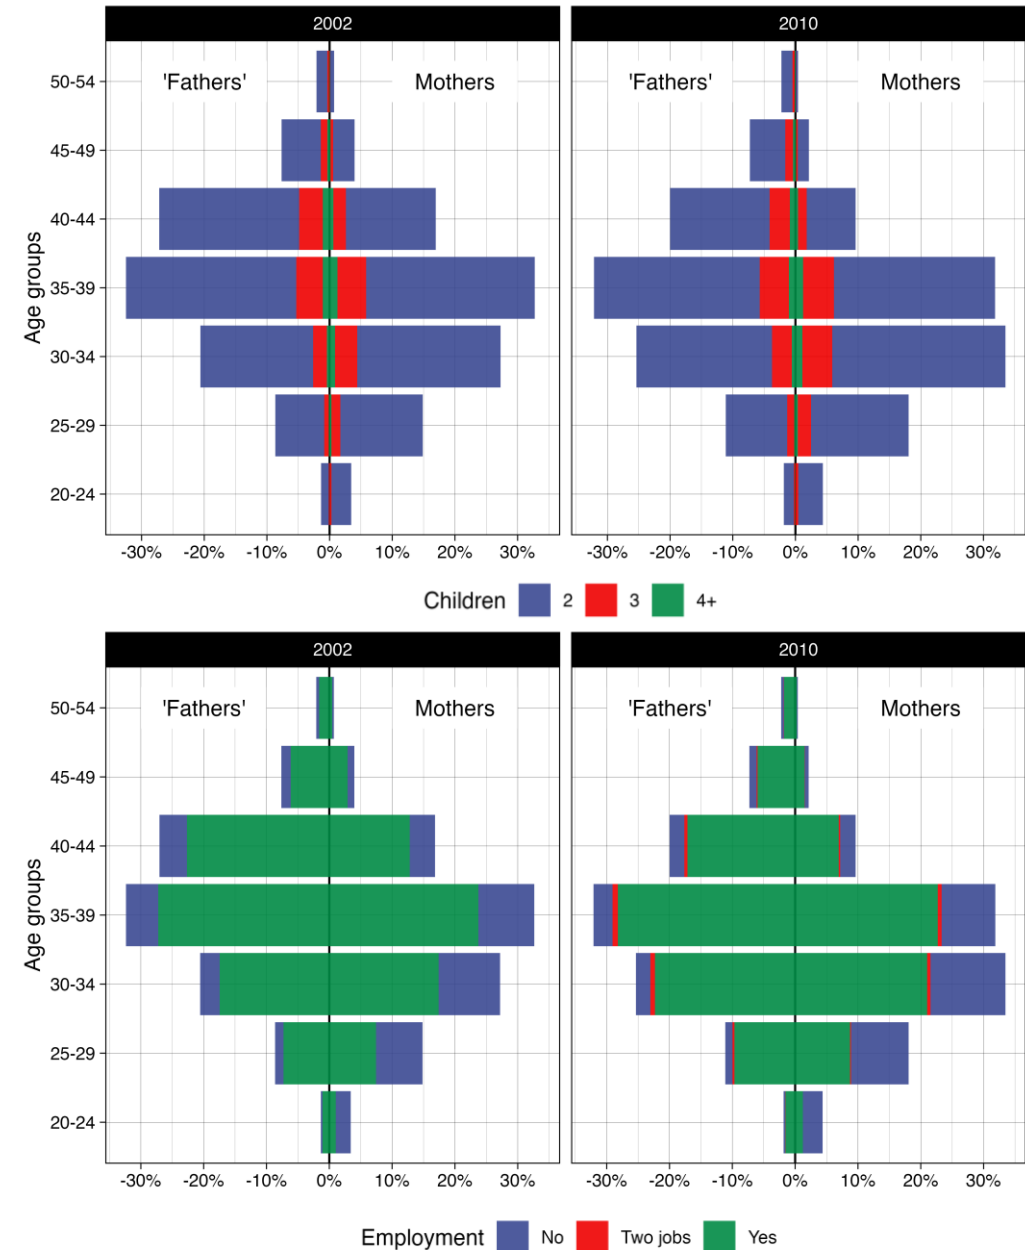 2002
2010
'Fathers'
Mothers
'Fathers'
Mothers
Age groups
50-54
45-49
40-44
35-39
30-34
25-29
20-24
-30% -20% -10% 0% 10% 20% 30%
-30% -20% -10% 0% 10% 20% 30%
Children 2 3 4+
2002
2010
'Fathers'
Mothers
'Fathers'
Mothers
Age groups
50-54
45-49
40-44
35-39
30-34
25-29
20-24
-30% -20% -10% 0% 10% 20% 30%
-30% -20% -10% 0% 10% 20% 30%
Employment No Two jobs Yes